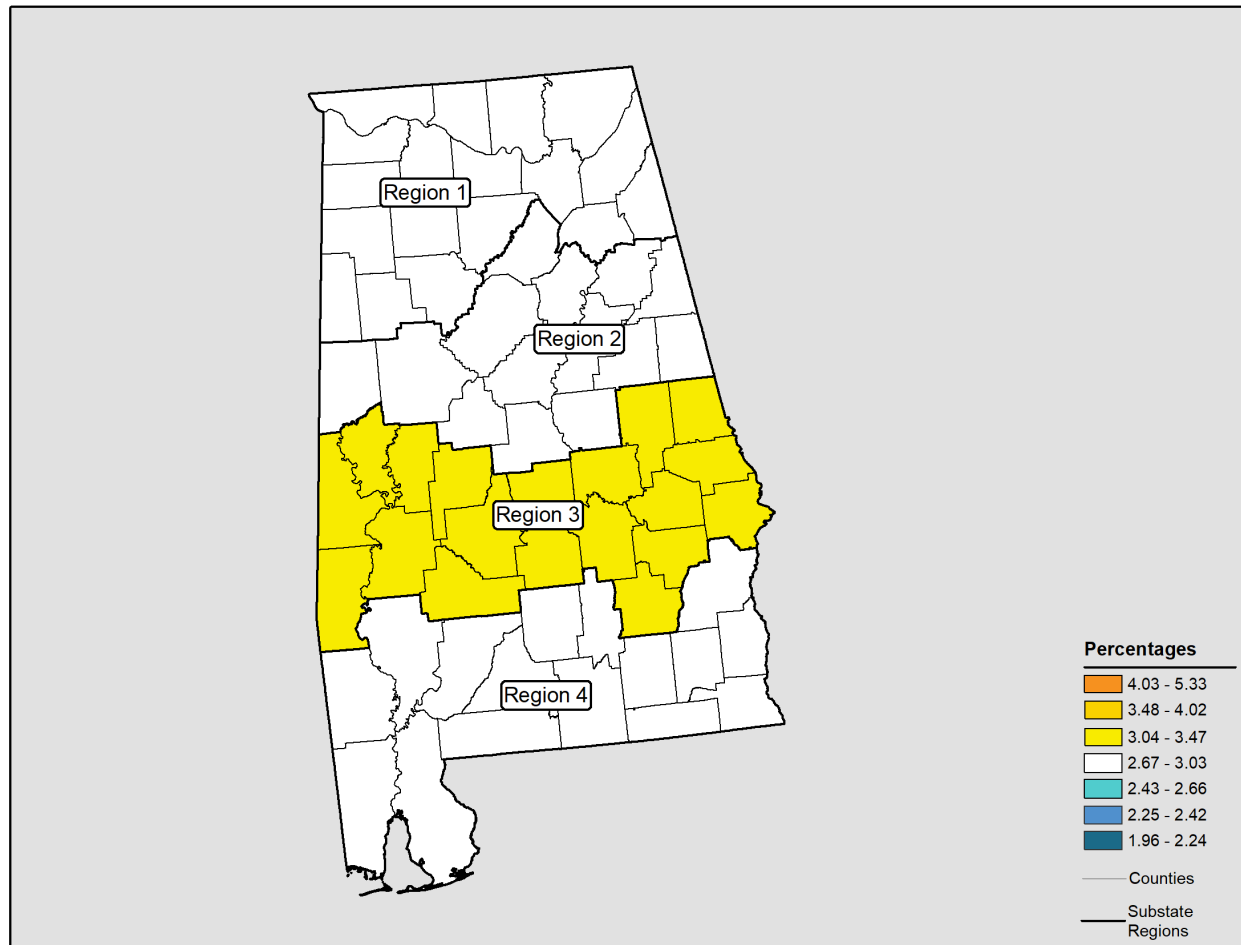 Region 1
Region 2
Region 3
Region 4
Percentages
4.03 - 5.33
3.48 - 4.02
3.04 - 3.47
2.67 - 3.03
2.43 - 2.66
2.25 - 2.42
1.96 - 2.24
Counties
Substate
Regions